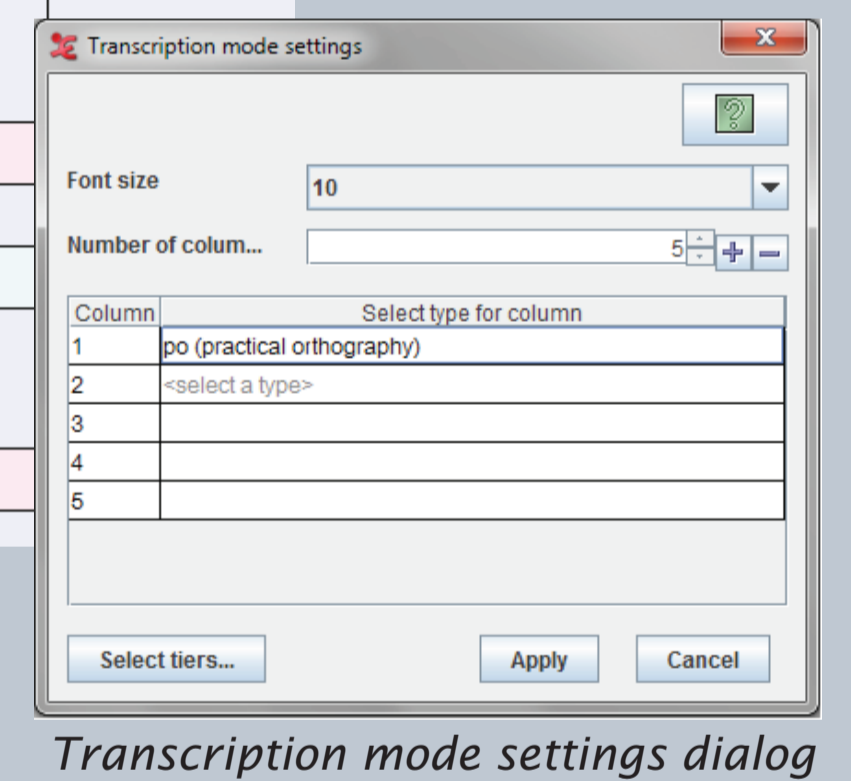 Transcription mode settings
Font size 10
Number of colum... 5
Column Select type for column
1 po (practical orthography)
2 <select a type>
3
4
5
Select tiers... Apply Cancel
Transcription mode settings dialog